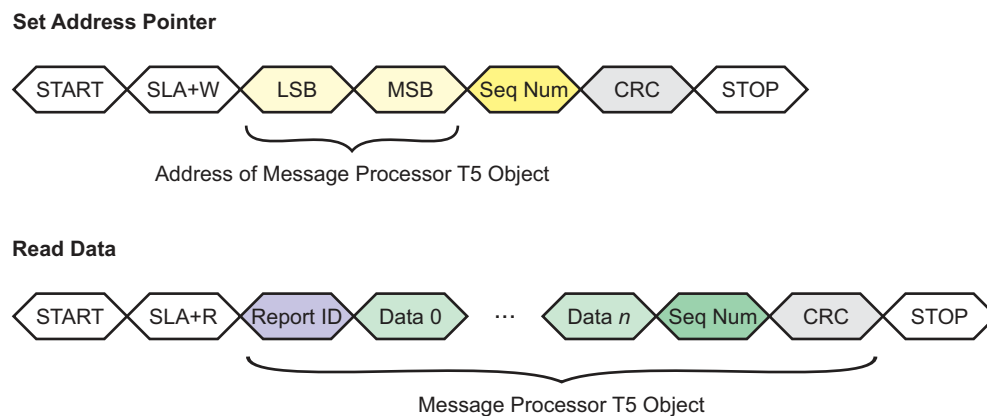 Set Address Pointer
START SLA+W LSB MSB Seq Num CRC STOP
Address of Message Processor T5 Object
Read Data
START SLA+R Report ID Data 0 ... Data n Seq Num CRC STOP
Message Processor T5 Object